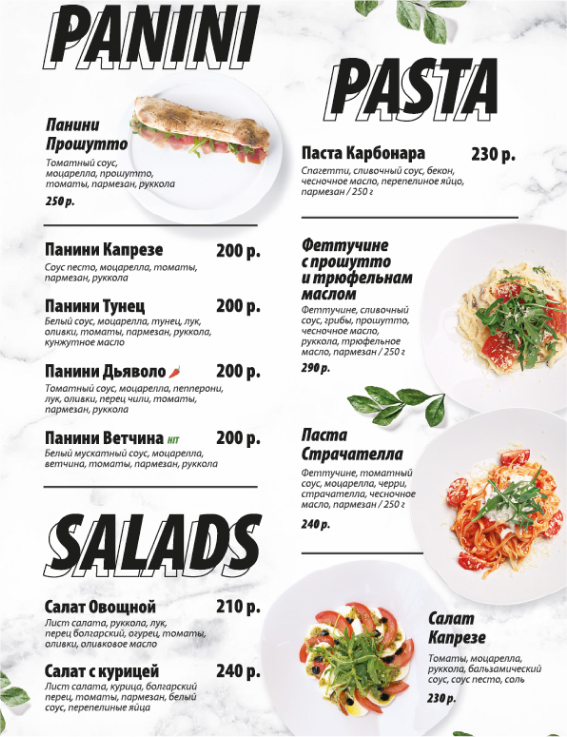 PANINI
Панини
Прошутто
Томатный соус,
моцарелла, прошутто,
томаты, пармезан, руккола
250 р.
Панини Капрезе 200 р.
Соус песто, моцарелла, томаты,
пармезан, руккола
Панини Тунец 200 р.
Белый соус, моцарелла, тунец, лук,
оливки, томаты, пармезан, руккола,
кунжутное масло
Панини Дьяволо 200 р.
Томатный соус, моцарелла, пепперони,
лук, оливки, перец чили, томаты,
пармезан, руккола
Панини Ветчина HIT 200 р.
Белый мускатный соус, моцарелла,
ветчина, томаты, пармезан, руккола
SALADS
Салат Овощной 210 р.
Лист салата, руккола, лук,
перец болгарский, огурец, томаты,
оливки, оливковое масло
Салат с курицей 240 р.
Лист салата, курица, болгарский
перец, томаты, пармезан, белый
соус, перепелиные яйца
PASTA
Паста Карбонара 230 р.
Спагетти, сливочный соус, бекон,
чесночное масло, перепелиное яйцо,
пармезан / 250 г
Феттучине
с прошутто
и трюфельнам
маслом
Феттучине, сливочный
соус, грибы, прошутто,
чесночное масло,
руккола, трюфельное
масло, пармезан / 250 г
290 р.
Паста
Страчателла
Феттучине, томатный
соус, моцарелла, черри,
страчателла, чесночное
масло, пармезан / 250 г
240 р.
Салат
Капрезе
Томаты, моцарелла,
руккола, бальзамический
соус, соус песто, соль
230 р.